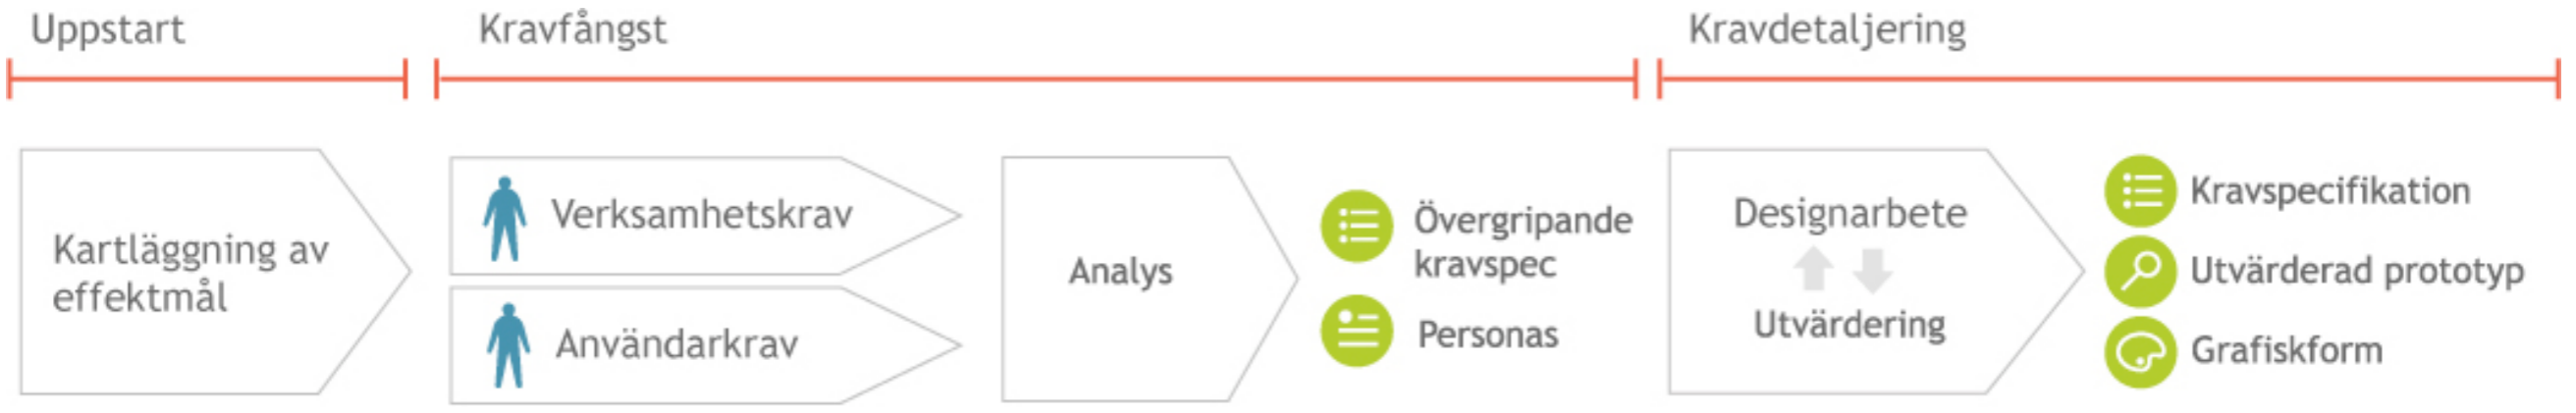 Uppstart
Kravfångst
Kravdetaljering
Kartläggning av
effektmål
Verksamhetskrav
Användarkrav
Analys
Övergripande
kravspec
Personas
Designarbete
Utvärdering
Kravspecifikation
Utvärderad prototyp
Grafiskform